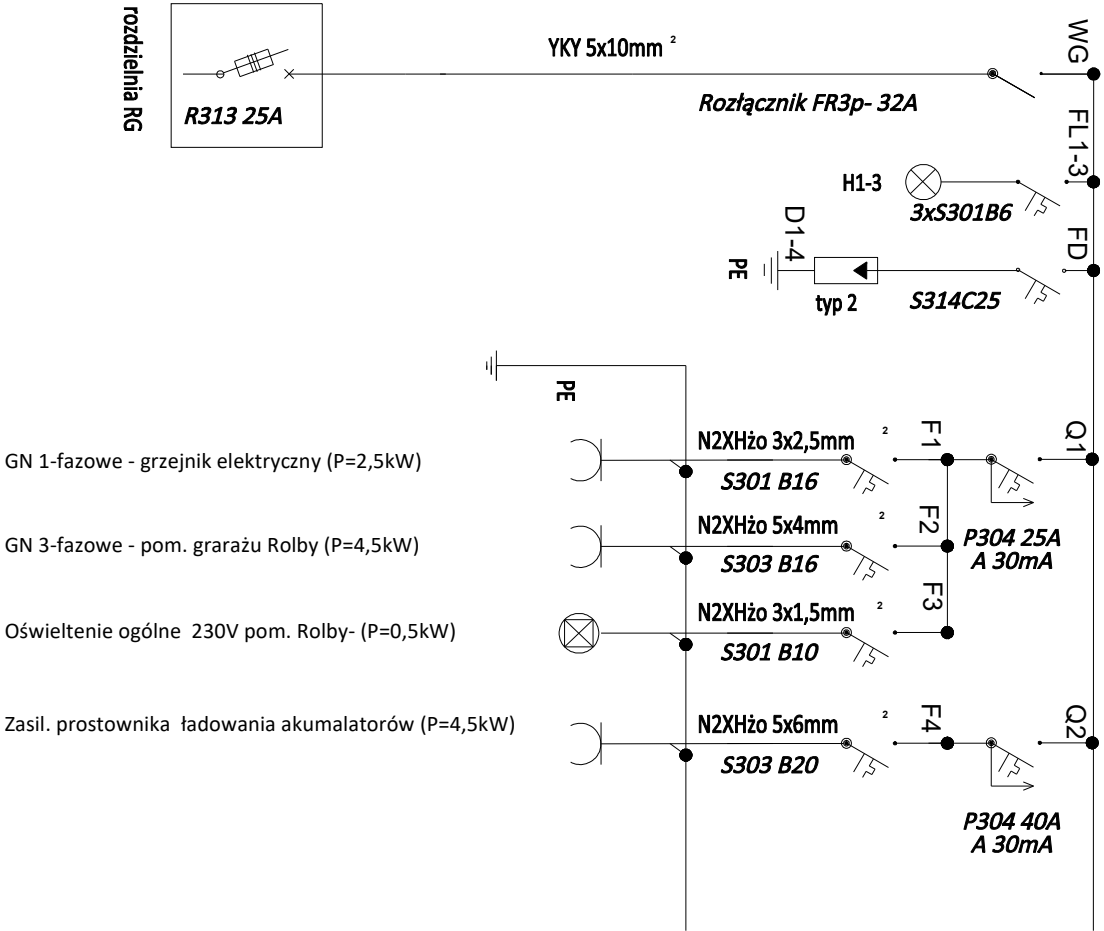 rozdzielnia RG
R313 25A
YKY 5x10mm ²
Rozłącznik FR3p- 32A
WG
H1-3
3xS301B6
FL1-3
D1-4
PE
typ 2
S314C25
FD
PE
GN 1-fazowe - grzejnik elektryczny (P=2,5kW)
N2XHżo 3x2,5mm ²
S301 B16
F1
Q1
P304 25A
A 30mA
GN 3-fazowe - pom. grarażu Rolby (P=4,5kW)
N2XHżo 5x4mm ²
S303 B16
F2
Oświeltenie ogólne 230V pom. Rolby- (P=0,5kW)
N2XHżo 3x1,5mm ²
S301 B10
F3
Zasil. prostownika ładowania akumalatorów (P=4,5kW)
N2XHżo 5x6mm ²
S303 B20
F4
Q2
P304 40A
A 30mA